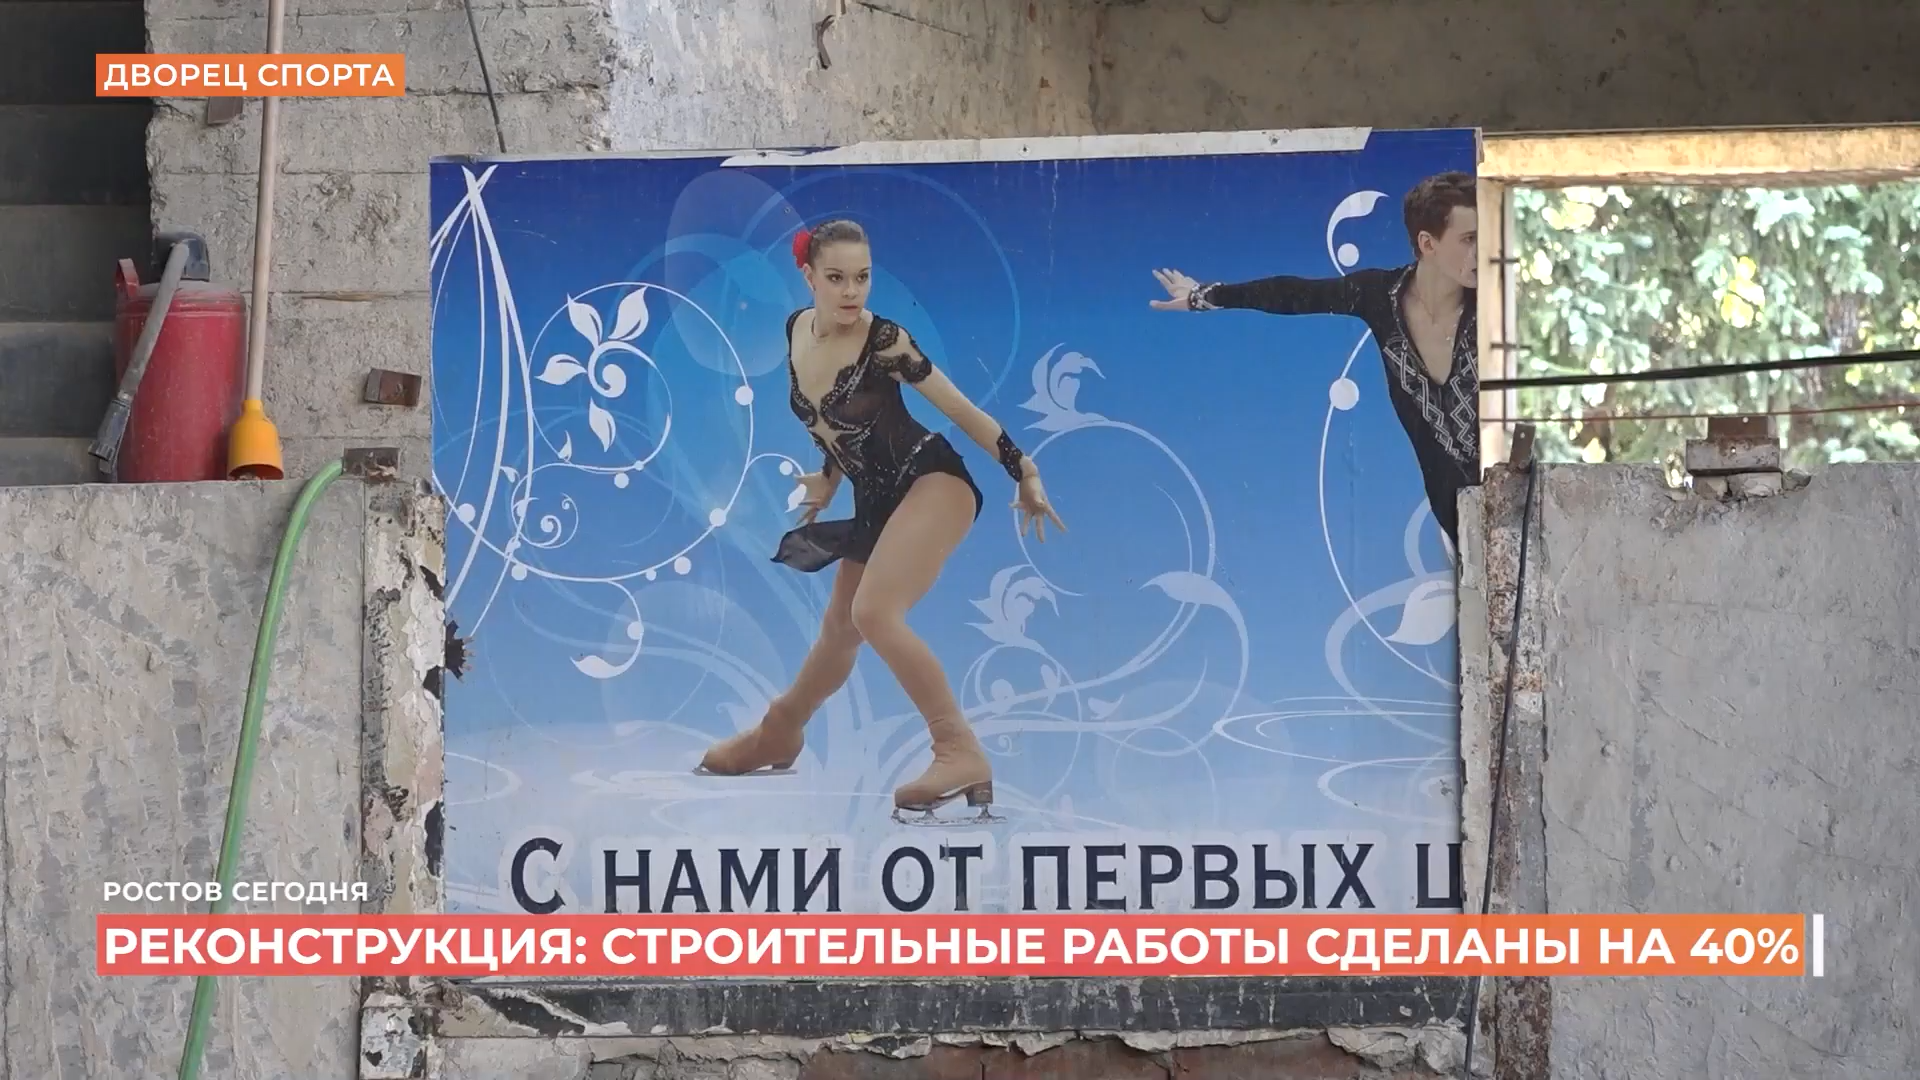 ДВОРЕЦ СПОРТА
С НАМИ ОТ ПЕРВЫХ
РОСТОВ СЕГОДНЯ
РЕКОНСТРУКЦИЯ: СТРОИТЕЛЬНЫЕ РАБОТЫ СДЕЛАНЫ НА 40%